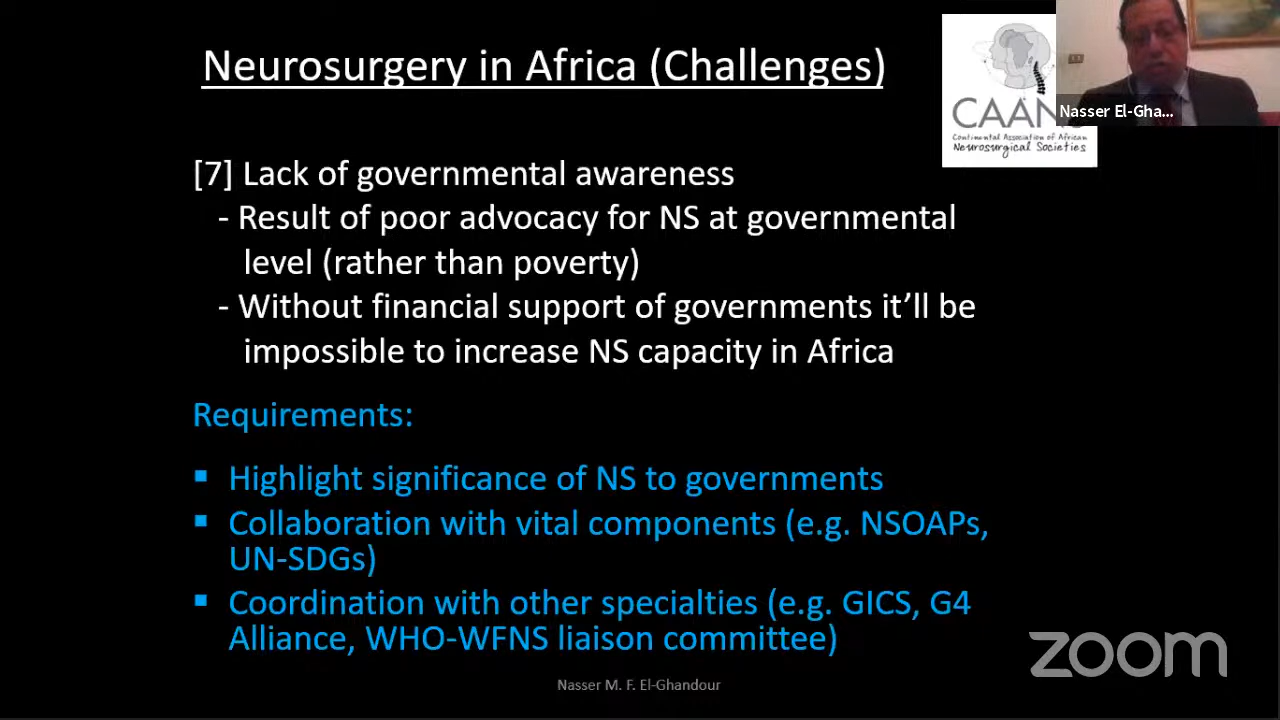 Neurosurgery in Africa (Challenges)
CAANS
Continental Association of African
Neurosurgical Societies
Nasser El-Gha...
[7] Lack of governmental awareness
- Result of poor advocacy for NS at governmental
level (rather than poverty)
- Without financial support of governments it'll be
impossible to increase NS capacity in Africa
Requirements:
▪ Highlight significance of NS to governments
▪ Collaboration with vital components (e.g. NSOAPs,
UN-SDGs)
▪ Coordination with other specialties (e.g. GICS, G4
Alliance, WHO-WFNS liaison committee)
zoom
Nasser M. F. El-Ghandour